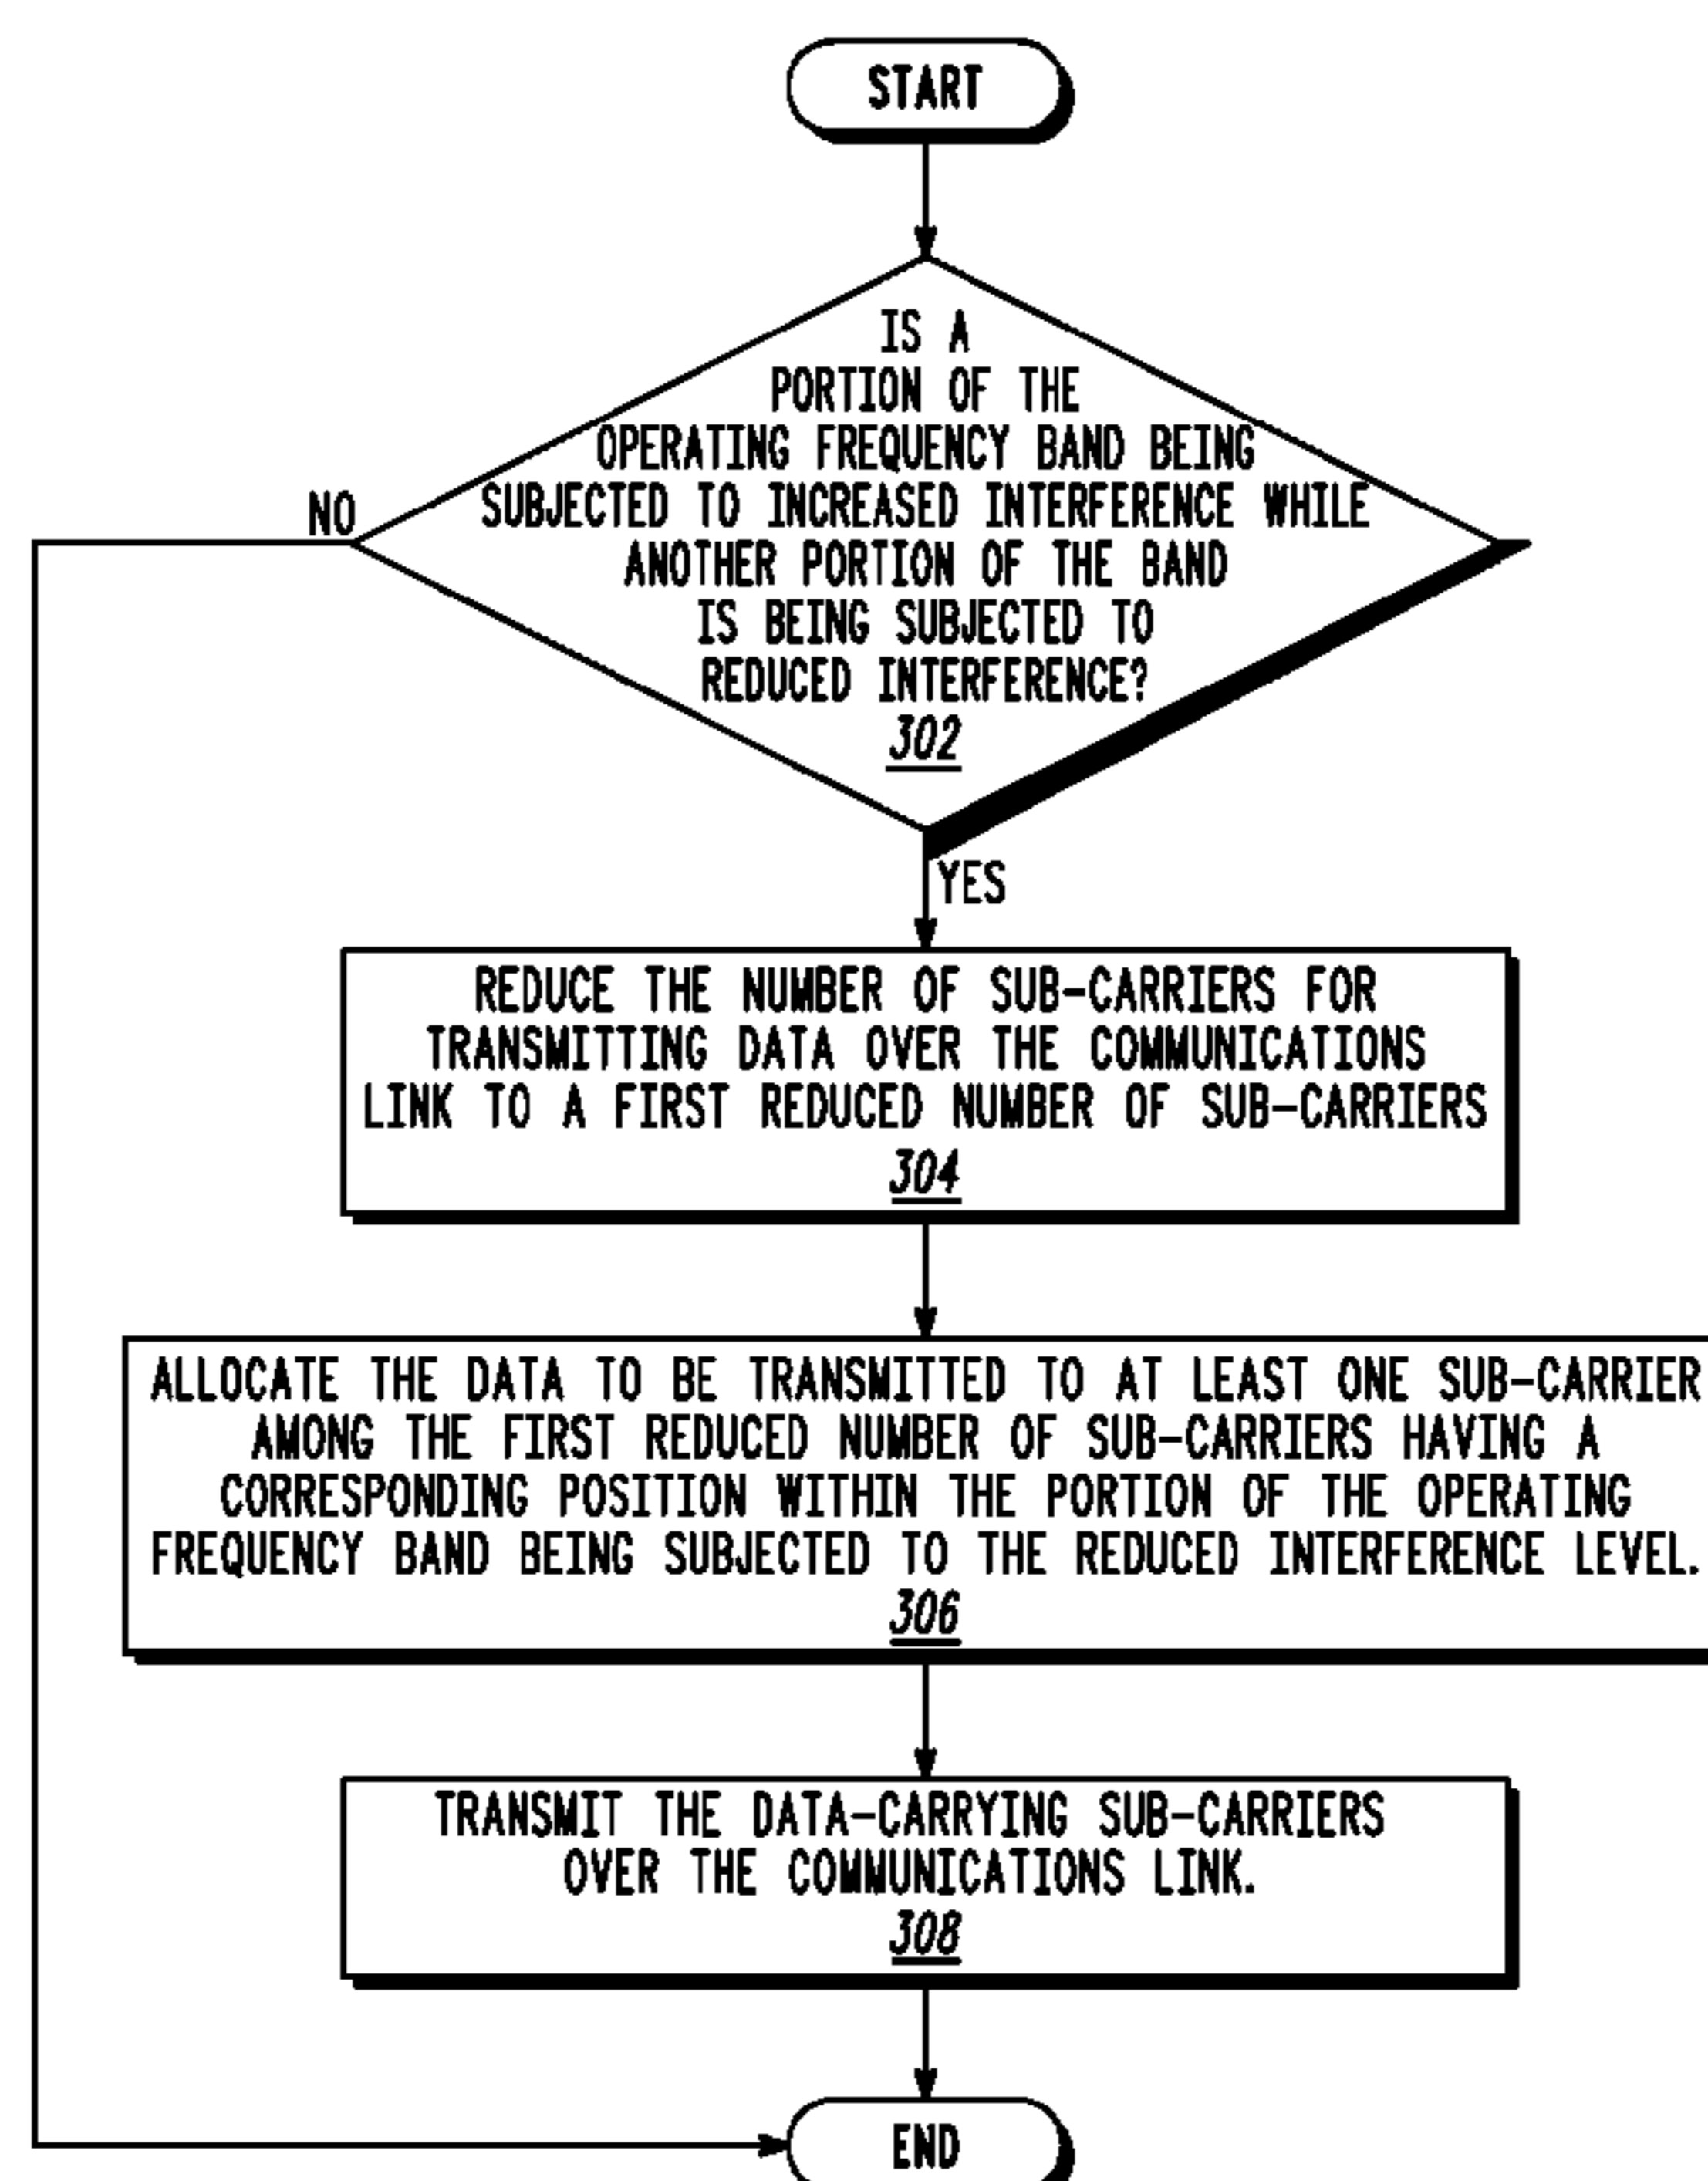 START
IS A
PORTION OF THE
OPERATING FREQUENCY BAND BEING
SUBJECTED TO INCREASED INTERFERENCE WHILE
ANOTHER PORTION OF THE BAND
IS BEING SUBJECTED TO
REDUCED INTERFERENCE?
302
NO
YES
REDUCE THE NUMBER OF SUB-CARRIERS FOR
TRANSMITTING DATA OVER THE COMMUNICATIONS
LINK TO A FIRST REDUCED NUMBER OF SUB-CARRIERS
304
ALLOCATE THE DATA TO BE TRANSMITTED TO AT LEAST ONE SUB-CARRIER
AMONG THE FIRST REDUCED NUMBER OF SUB-CARRIERS HAVING A
CORRESPONDING POSITION WITHIN THE PORTION OF THE OPERATING
FREQUENCY BAND BEING SUBJECTED TO THE REDUCED INTERFERENCE LEVEL.
306
TRANSMIT THE DATA-CARRYING SUB-CARRIERS
OVER THE COMMUNICATIONS LINK.
308
END